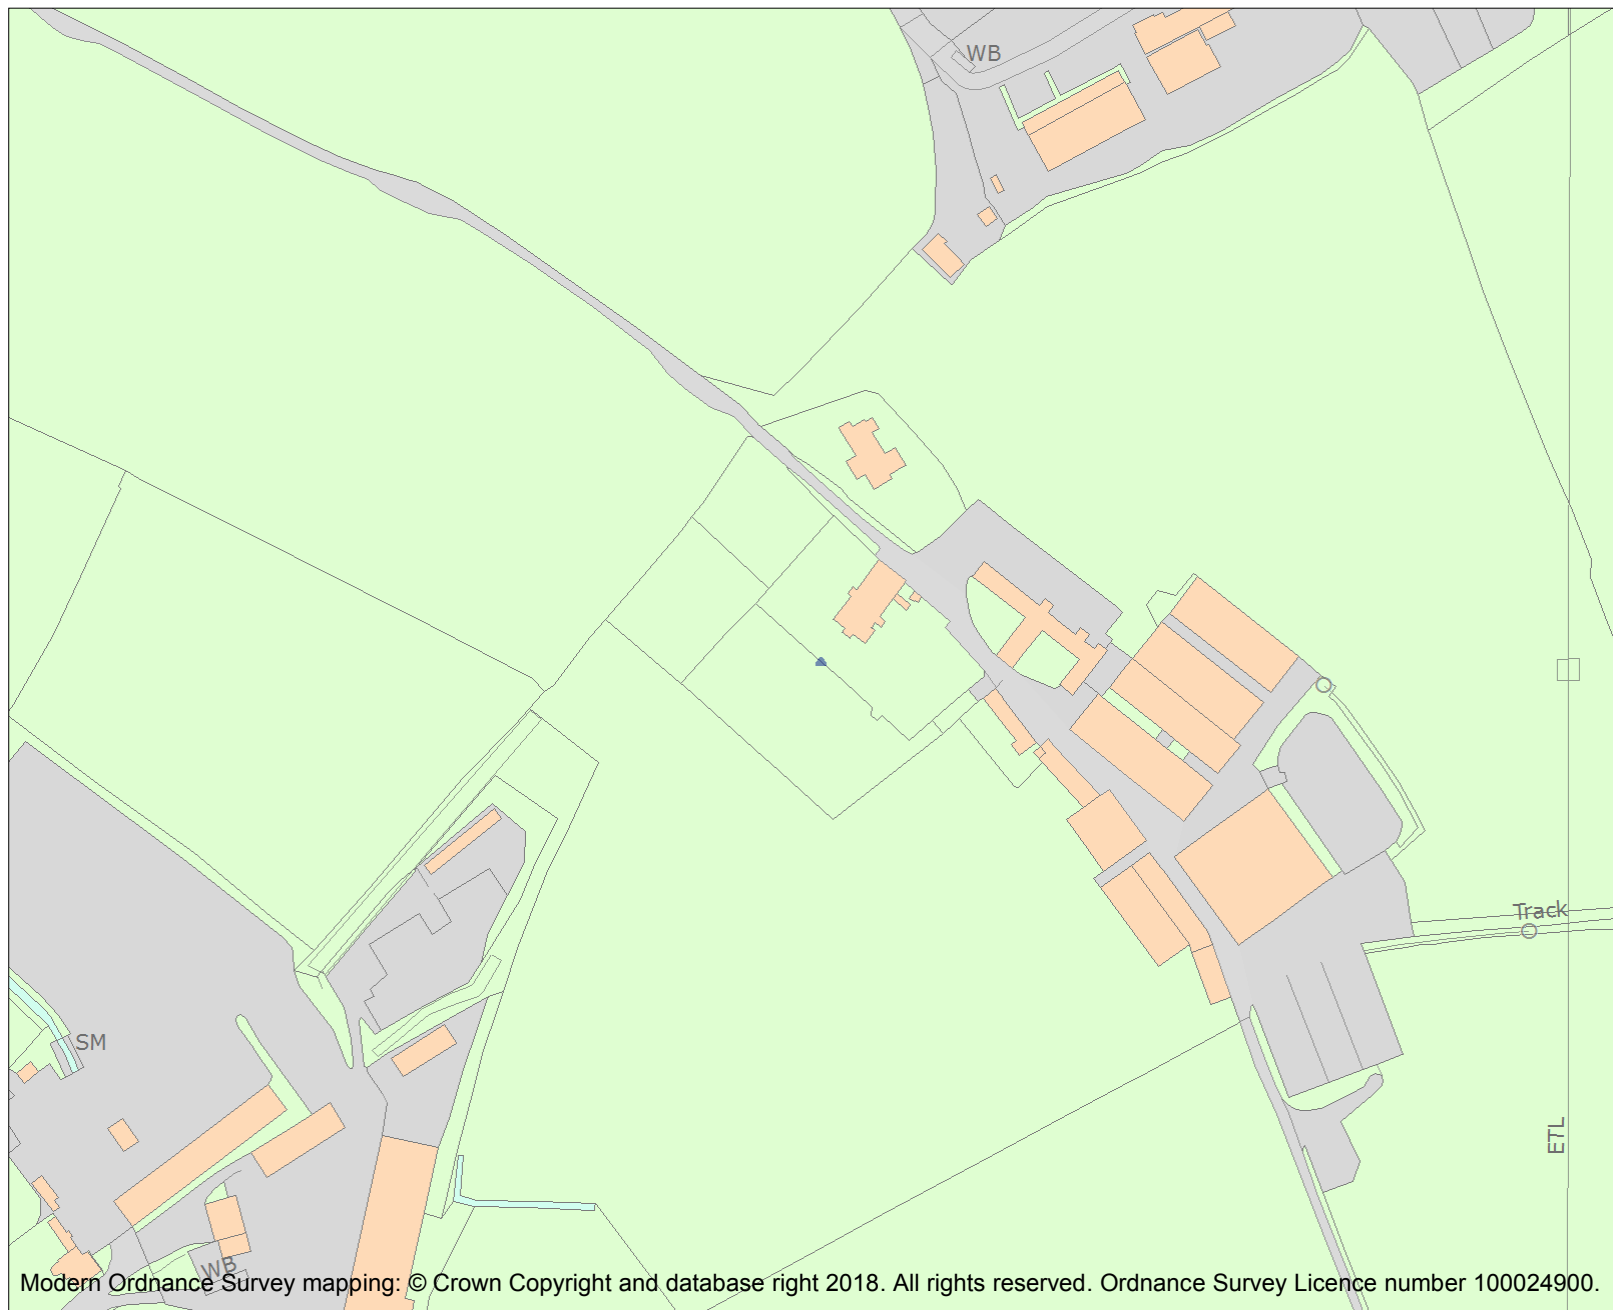 WB
Track
SM
ETL
WB
Modern Ordnance Survey mapping: © Crown Copyright and database right 2018. All rights reserved. Ordnance Survey Licence number 100024900.